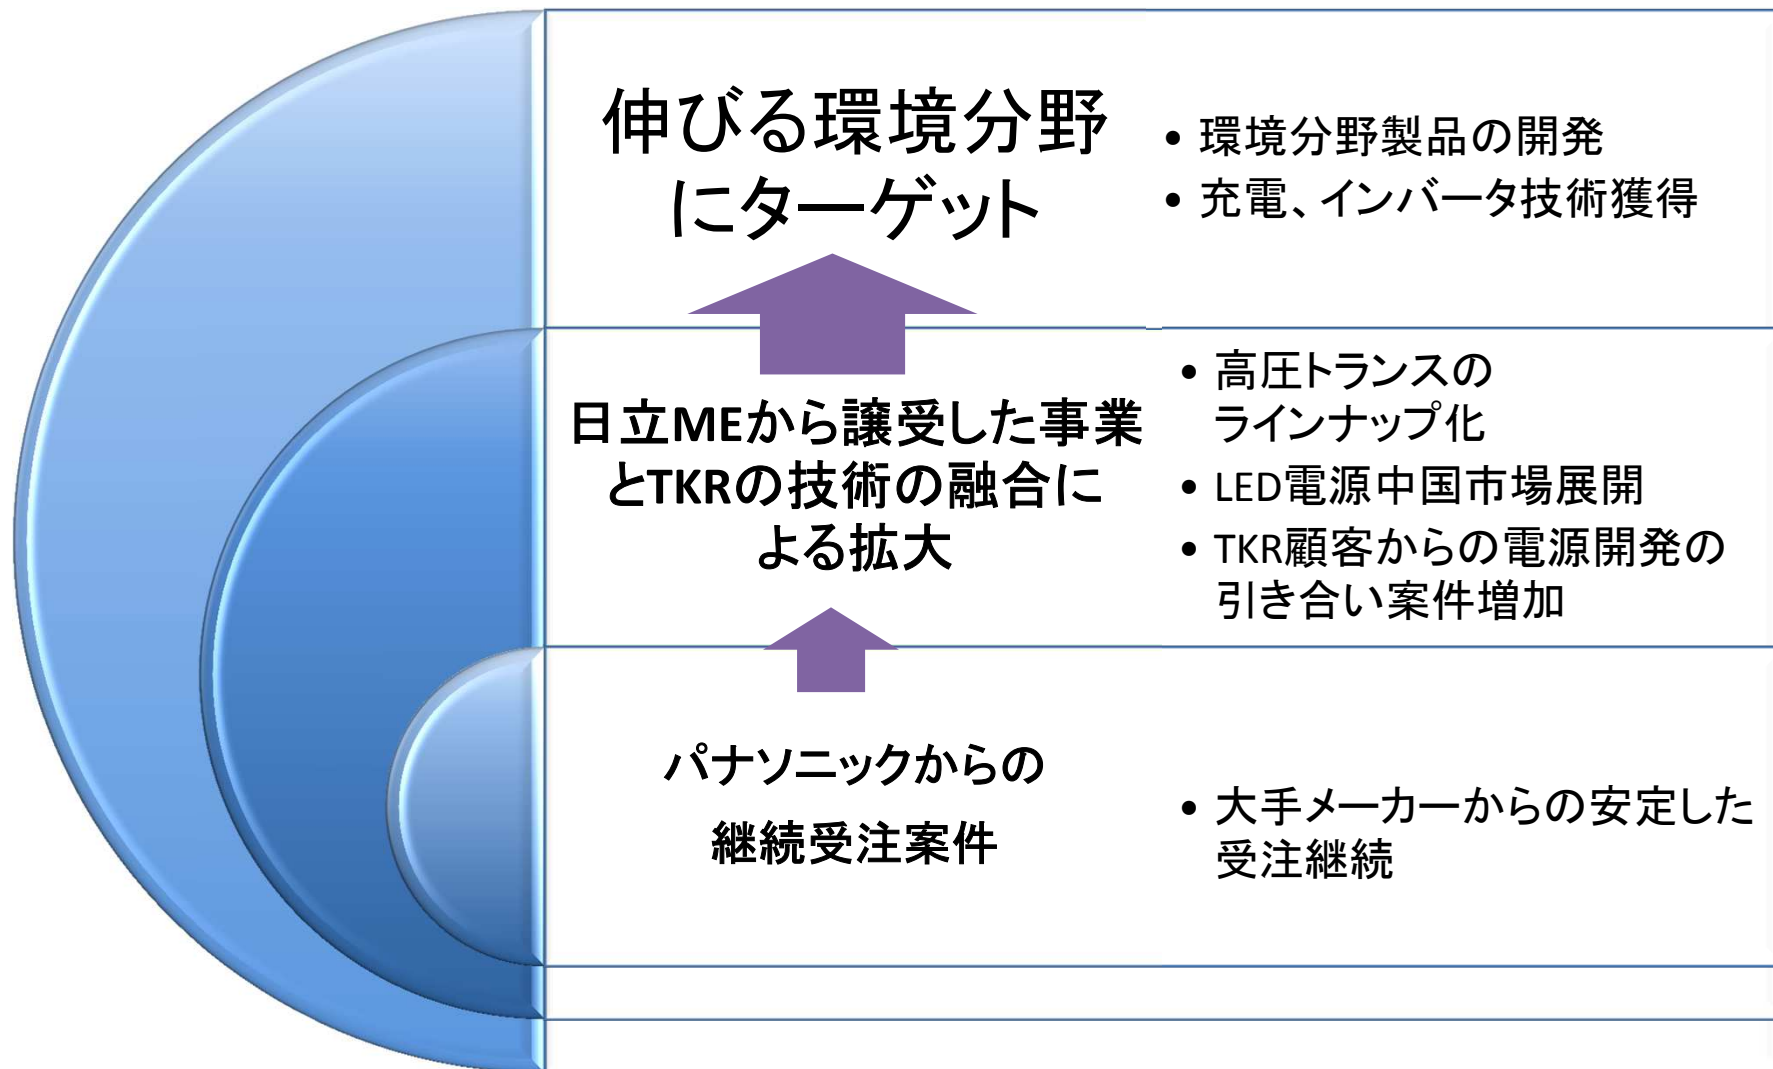 伸びる環境分野
にターゲット
• 環境分野製品の開発
• 充電、インバータ技術獲得
日立MEから譲受した事業
とTKRの技術の融合に
よる拡大
• 高圧トランスの
ラインナップ化
• LED電源中国市場展開
• TKR顧客からの電源開発の
引き合い案件増加
パナソニックからの
継続受注案件
• 大手メーカーからの安定した
受注継続